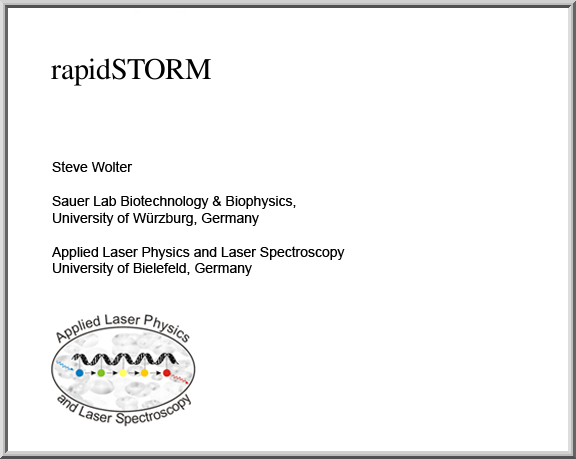 rapidSTORM
Steve Wolter
Sauer Lab Biotechnology & Biophysics,
University of Würzburg, Germany
Applied Laser Physics and Laser Spectroscopy
University of Bielefeld, Germany
Applied Laser Physics
and Laser Spectroscopy